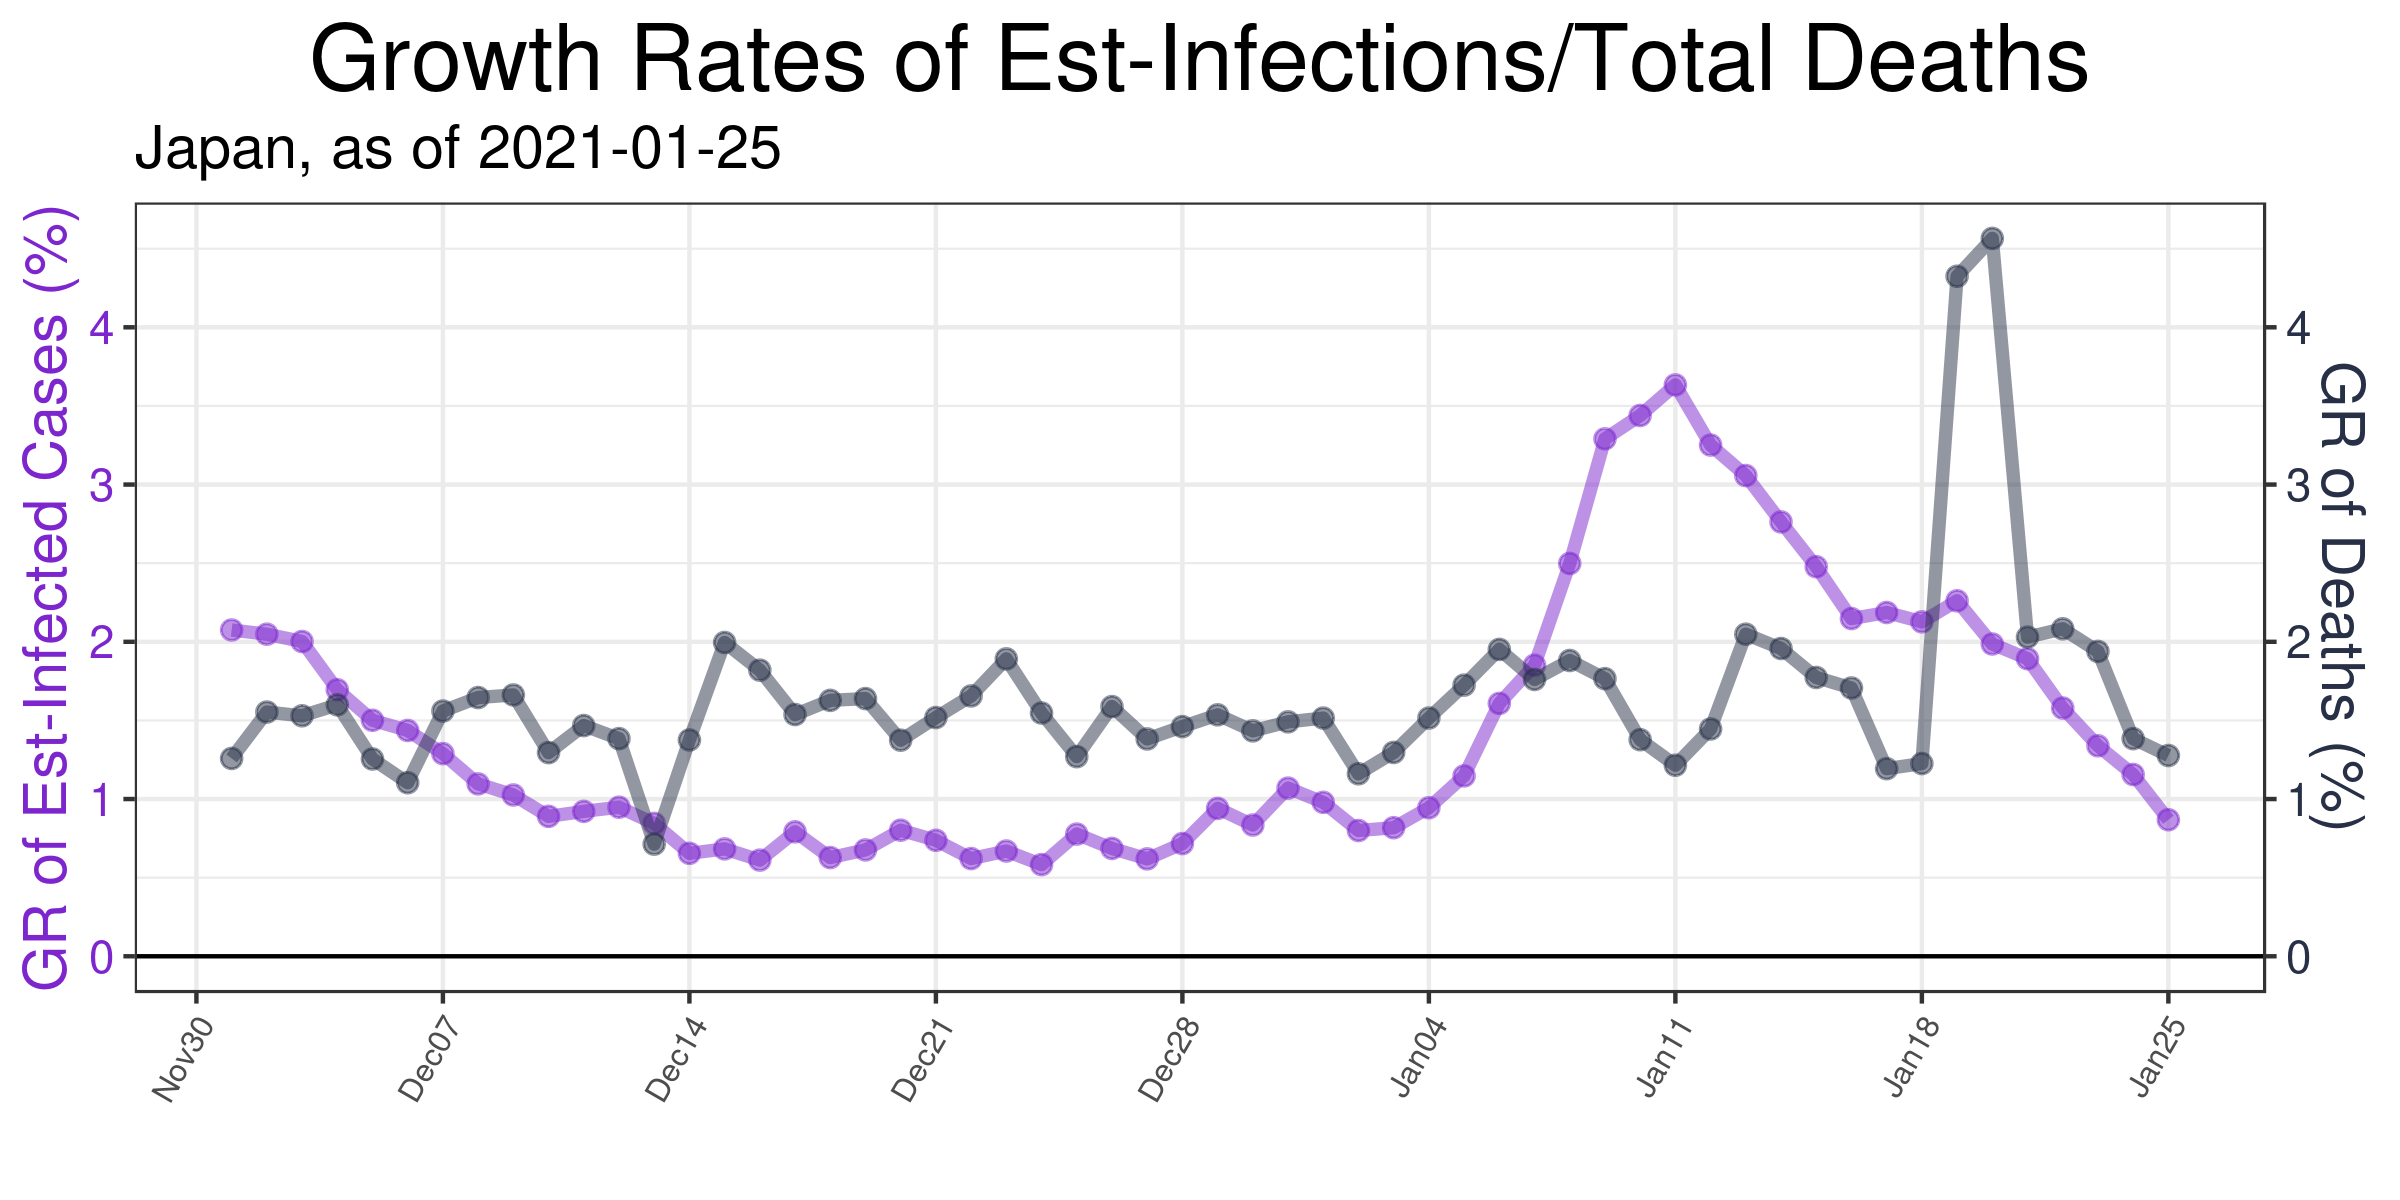 Growth Rates of Est-Infections/Total Deaths
Japan, as of 2021-01-25
GR of Est-Infected Cases (%)
4
3
2
1
0
4
3
2
1
0
GR of Deaths (%)
Nov30
Dec07
Dec14
Dec21
Dec28
Jan04
Jan11
Jan18
Jan25